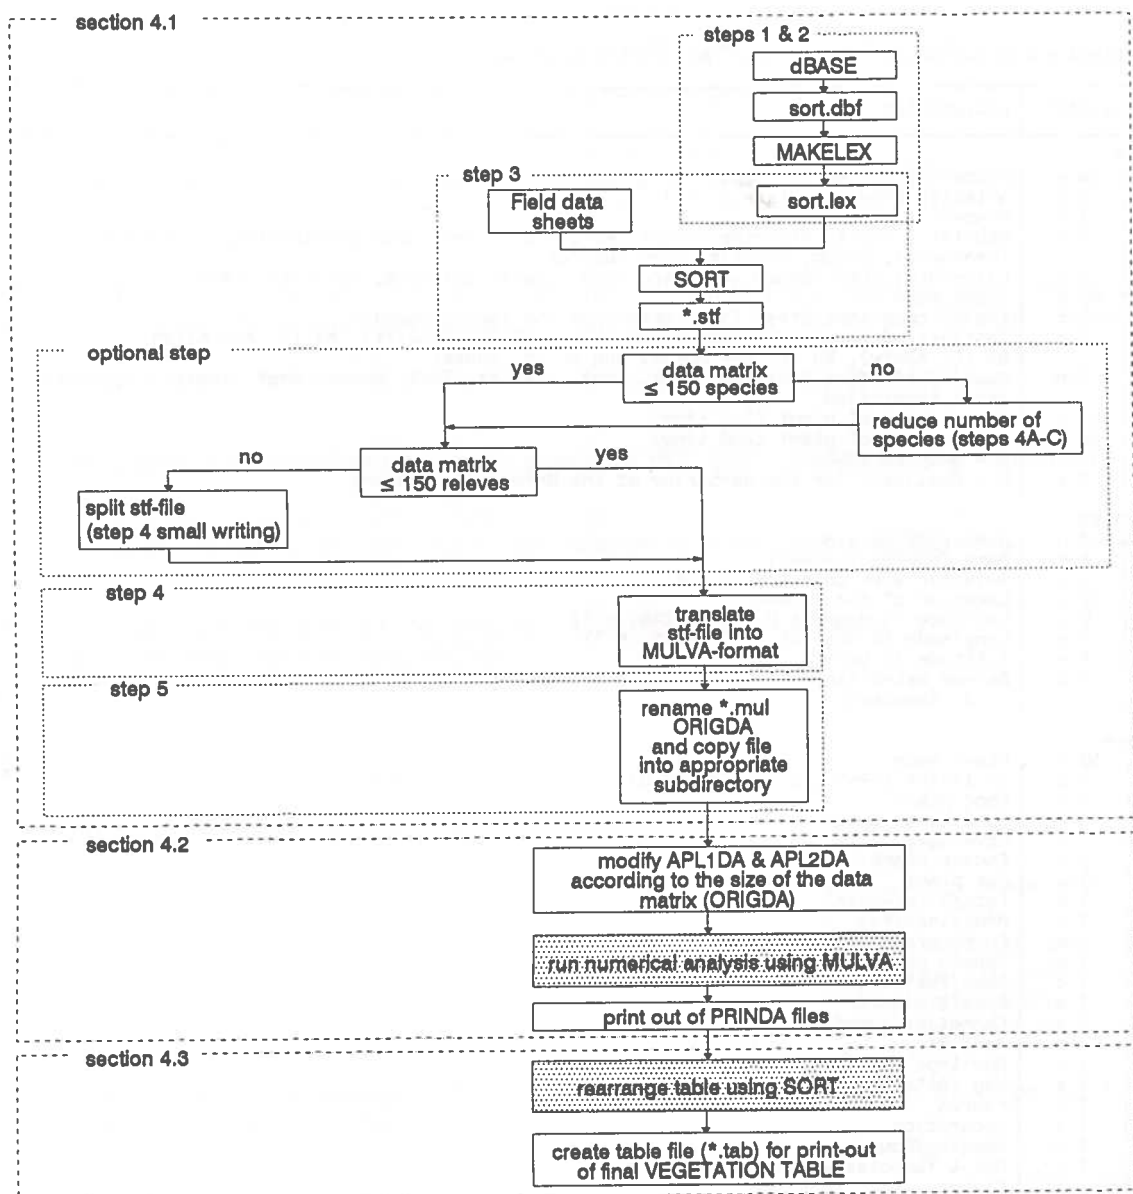 section 4.1
steps 1 & 2
dBASE
sort.dbf
MAKELEX
step 3
Field data
sheets
sort.lex
SORT
*.stf
optional step
yes
data matrix
≤ 150 species
no
reduce number of
species (steps 4A-C)
no
data matrix
≤ 150 releves
yes
split stf-file
(step 4 small writing)
step 4
translate
stf-file into
MULVA-format
step 5
rename *.mul
ORIGDA
and copy file
into appropriate
subdirectory
section 4.2
modify APL1DA & APL2DA
according to the size of the data
matrix (ORIGDA)
run numerical analysis using MULVA
print out of PRINDA files
section 4.3
rearrange table using SORT
create table file (*.tab) for print-out
of final VEGETATION TABLE